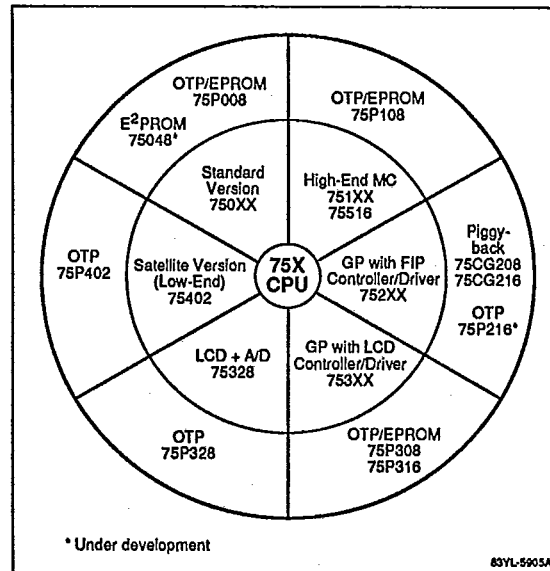 OTP/EPROM
75P008
E²PROM
75048*
OTP/EPROM
75P108
Standard
Version
750XX
High-End MC
751XX
75516
Piggy-
back
75CG208
75CG216
OTP
75P216*
OTP
75P402
Satellite Version
(Low-End)
75402
75X
CPU
GP with FIP
Controller/Driver
752XX
LCD + A/D
75328
GP with LCD
Controller/Driver
753XX
OTP
75P328
OTP/EPROM
75P308
75P316
* Under development
83YL-5905A